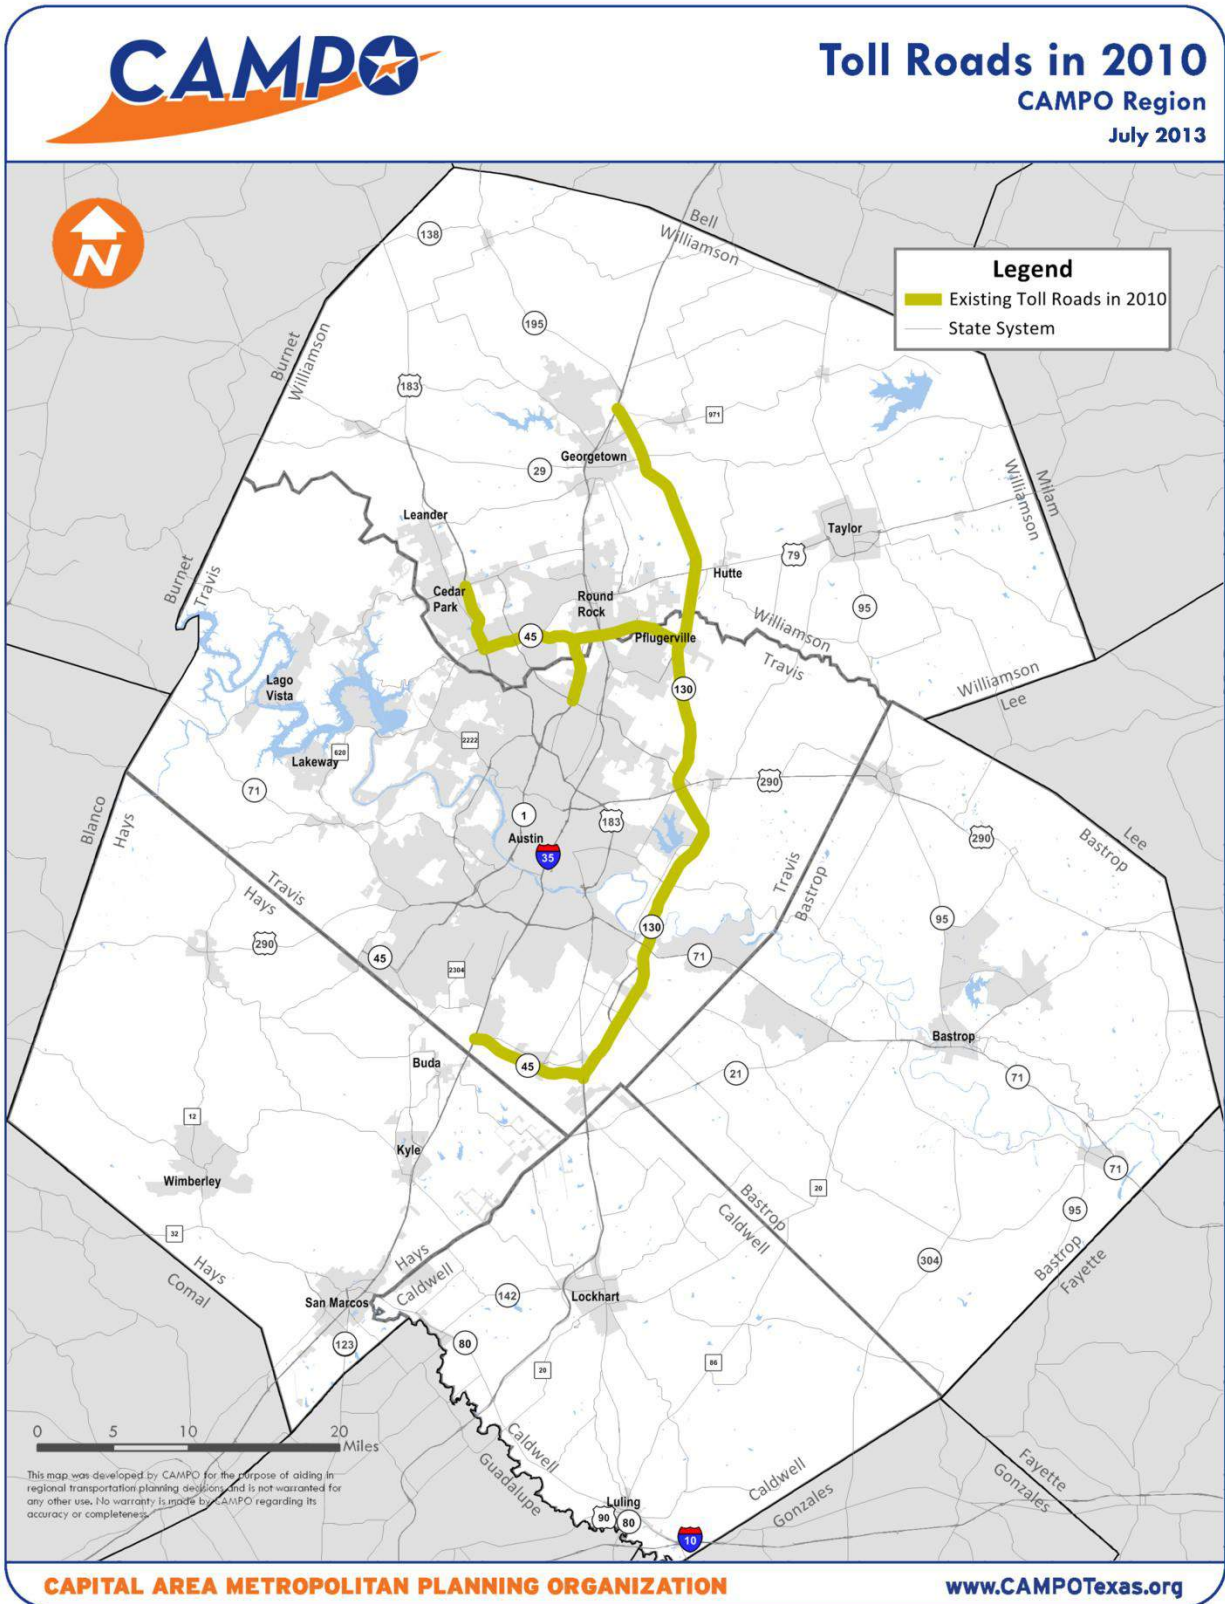 CAMPO
Toll Roads in 2010
CAMPO Region
July 2013
N
Legend
Existing Toll Roads in 2010
State System
Bell
Williamson
138
195
Burnet
Williamson
183
971
Georgetown
29
Milam
Williamson
Leander
Taylor
79
Hutte
Burnet
Travis
Cedar
Park
Round
Rock
95
45
Pflugerville
Williamson
Travis
Williamson
Lee
130
Lago
Vista
2222
620
Lakeway
71
290
Blanco
Hays
1
183
Austin
35
290
Lee
Bastrop
Travis
Bastrop
Travis
Hays
95
130
290
45
71
2304
Bastrop
Buda
45
21
71
12
Kyle
71
Wimberley
20
95
Bastrop
Caldwell
32
Hays
Comal
Hays
Caldwell
304
Bastrop
Fayette
142
Lockhart
San Marcos
123
80
20
86
0 5 10 20
Miles
Caldwell
Guadalupe
Caldwell
Gonzales
Fayette
Gonzales
This map was developed by CAMPO for the purpose of aiding in
regional transportation planning decisions and is not warranted for
any other use. No warranty is made by CAMPO regarding its
accuracy or completeness.
Luling
90
80
10
CAPITAL AREA METROPOLITAN PLANNING ORGANIZATION
www.CAMPOTexas.org